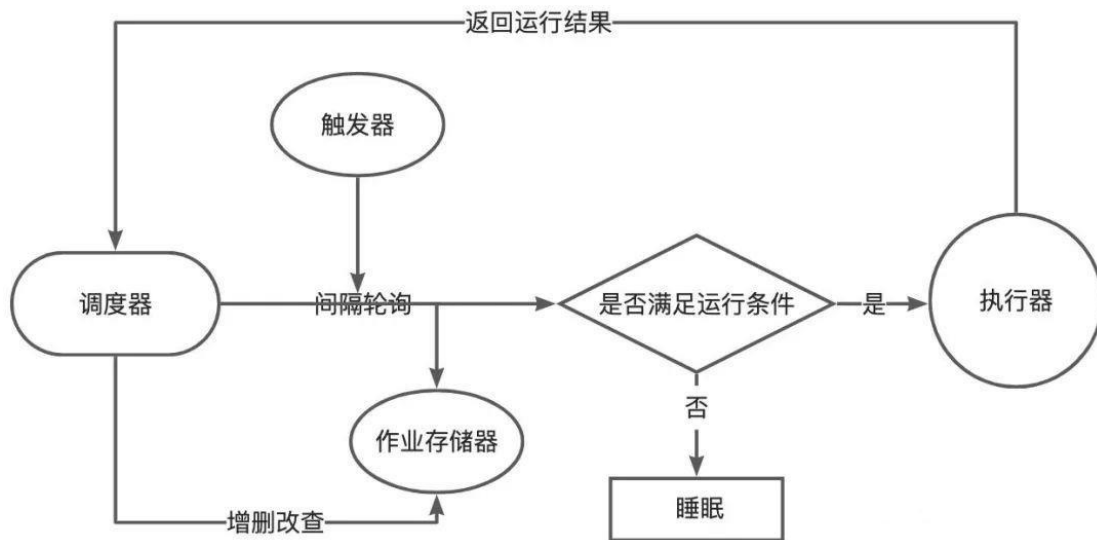 返回运行结果
触发器
调度器
间隔轮询
是否满足运行条件
是
执行器
否
作业存储器
睡眠
增删改查